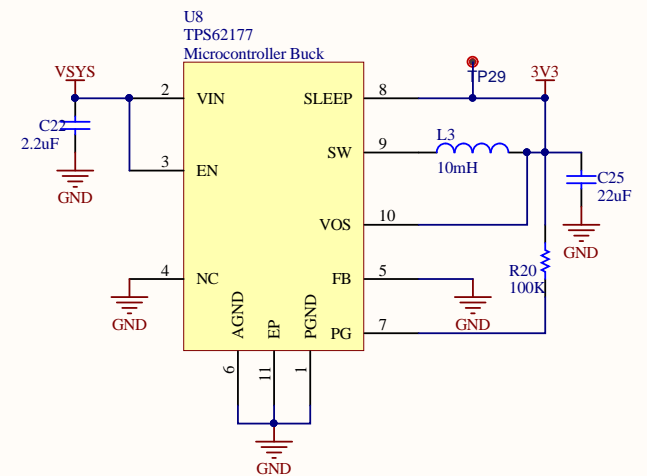 U8
TPS62177
Microcontroller Buck
VSYS
TP29
3V3
2
VIN
SLEEP
8
C22
2.2uF
L3
9
SW
10mH
3
EN
C25
22uF
GND
VOS
10
GND
4
NC
FB
5
R20
100K
GND
GND
AGND
EP
PGND
PG
7
6
11
1
GND